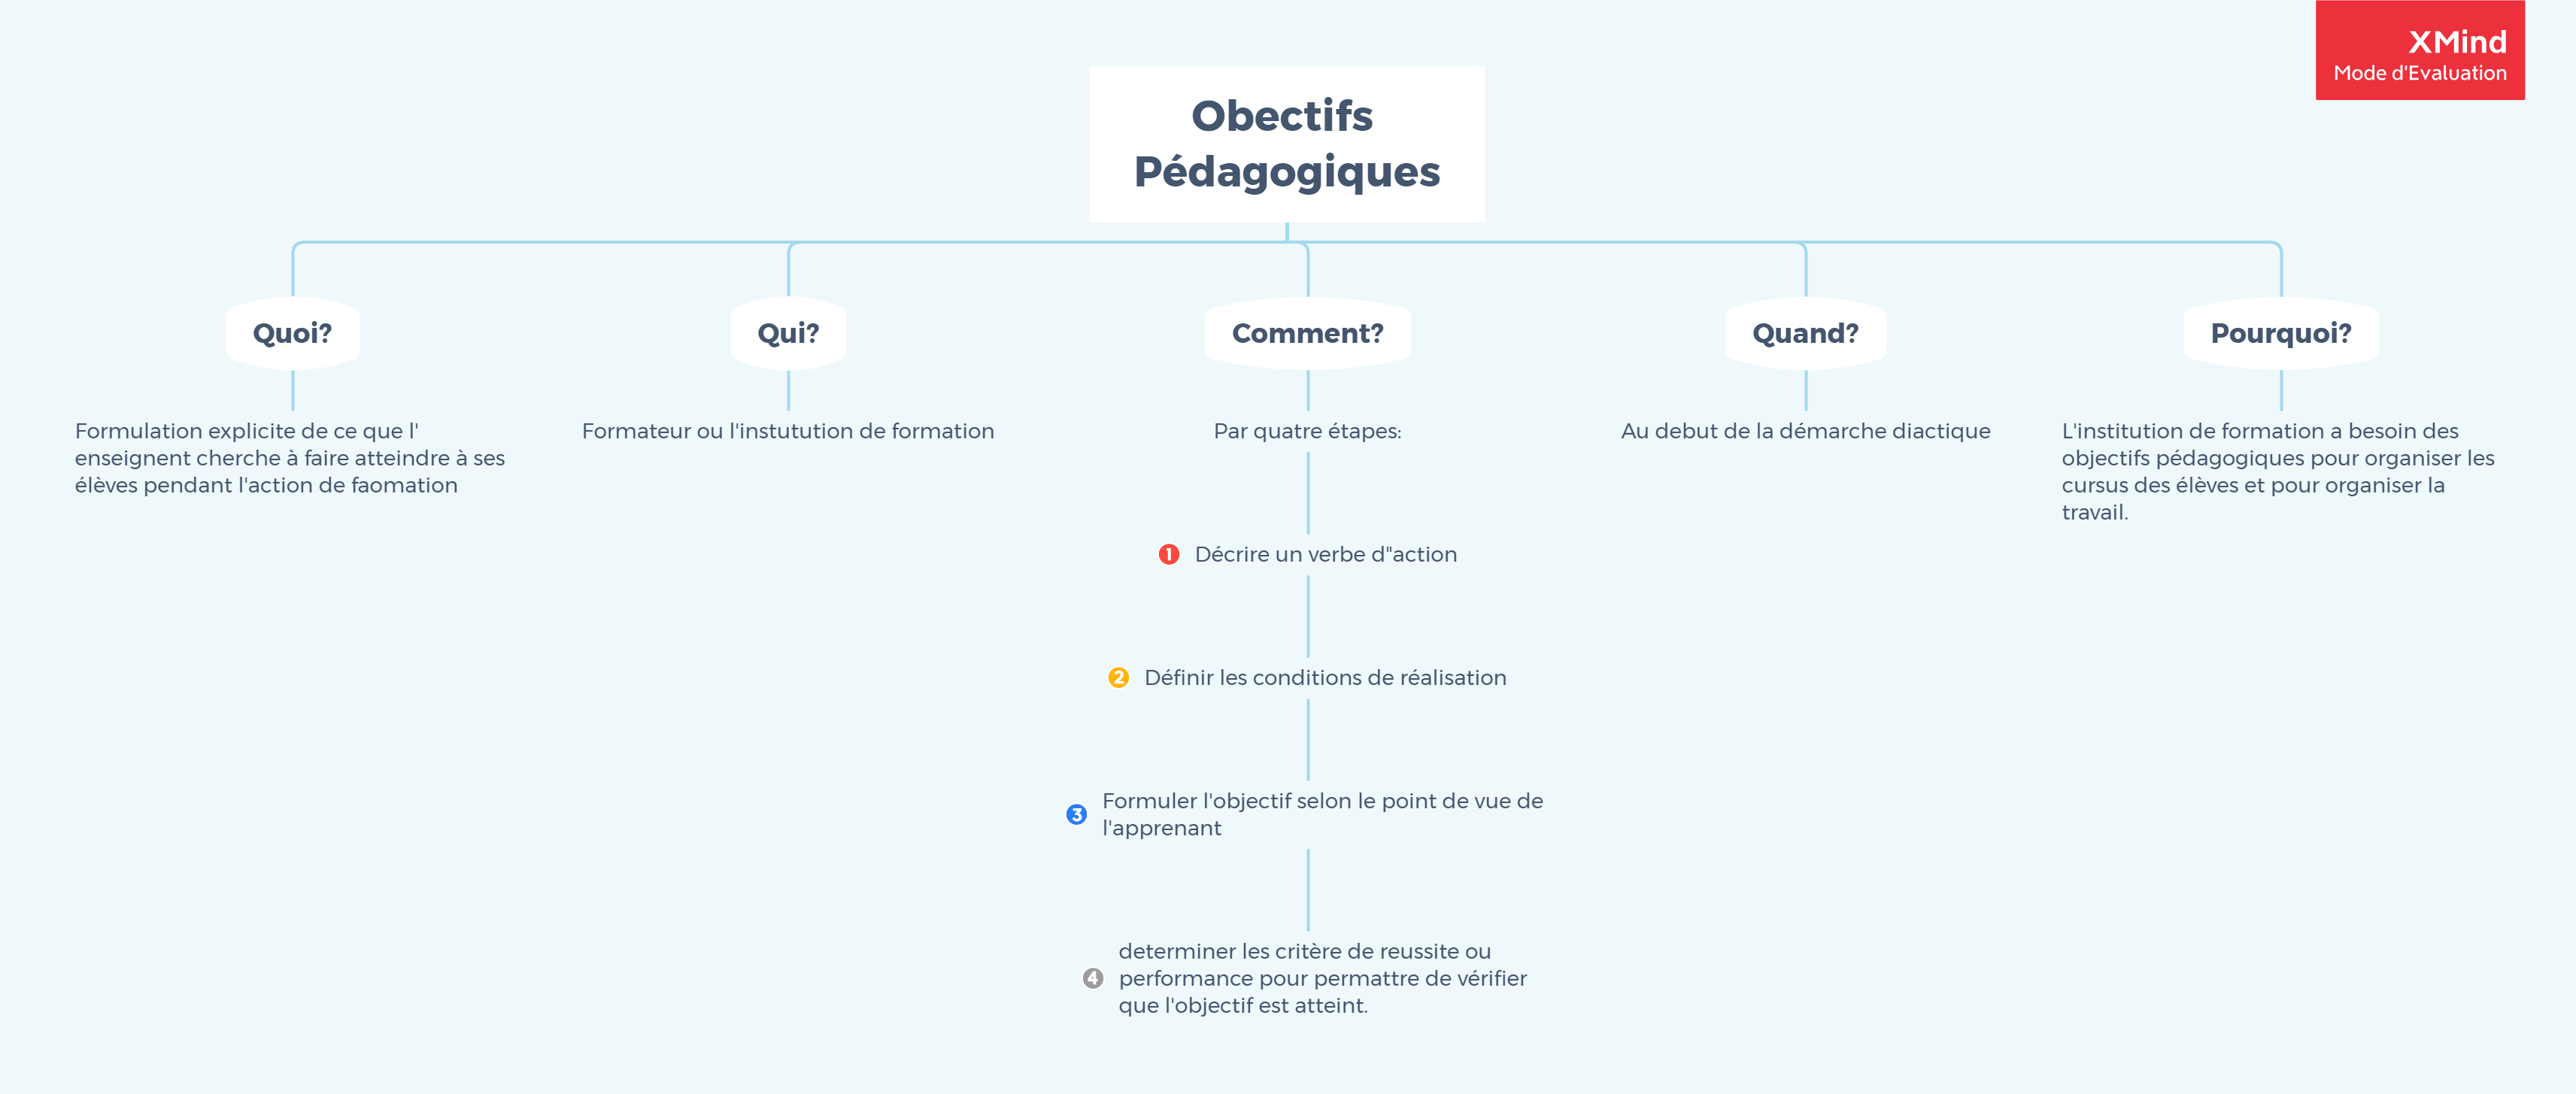 XMind
Mode d'Evaluation
Obectifs
Pédagogiques
Quoi?
Formulation explicite de ce que l'
enseignent cherche à faire atteindre à ses
élèves pendant l'action de faomation
Qui?
Formateur ou l'instutution de formation
Comment?
Par quatre étapes:
1 Décrire un verbe d"action
2 Définir les conditions de réalisation
3 Formuler l'objectif selon le point de vue de
l'apprenant
4 determiner les critère de reussite ou
performance pour permattre de vérifier
que l'objectif est atteint.
Quand?
Au debut de la démarche diactique
Pourquoi?
L'institution de formation a besoin des
objectifs pédagogiques pour organiser les
cursus des élèves et pour organiser la
travail.